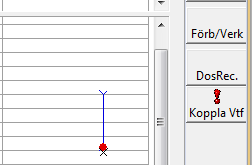 Förb/Verk
DosRec.
Koppla Vtf